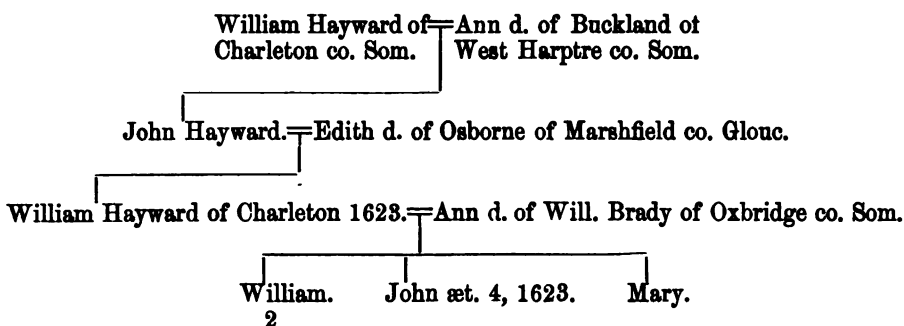 William Hayward of Ann d. of Buckland of
Charleton co. Som. West Harptre co. Som.
John Hayward. Edith d. of Osborne of Marshfield co. Glouc.
William Hayward of Charleton 1623. Ann d. of Will. Brady of Oxbridge co. Som.
William. John æt. 4, 1623. Mary.
2